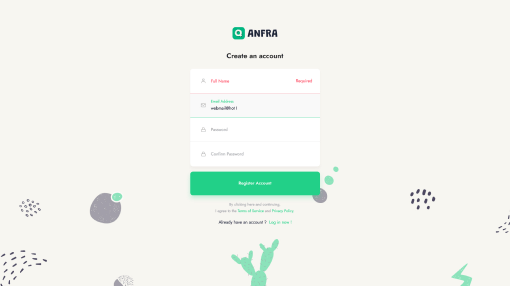 ANFRA
Create an account
Full Name Required
Email Address
webmail@hot|
Password
Confirm Password
Register Account
By clicking here and continuing,
I agree to the Terms of Service and Privacy Policy.
Already have an account ? Log in now !